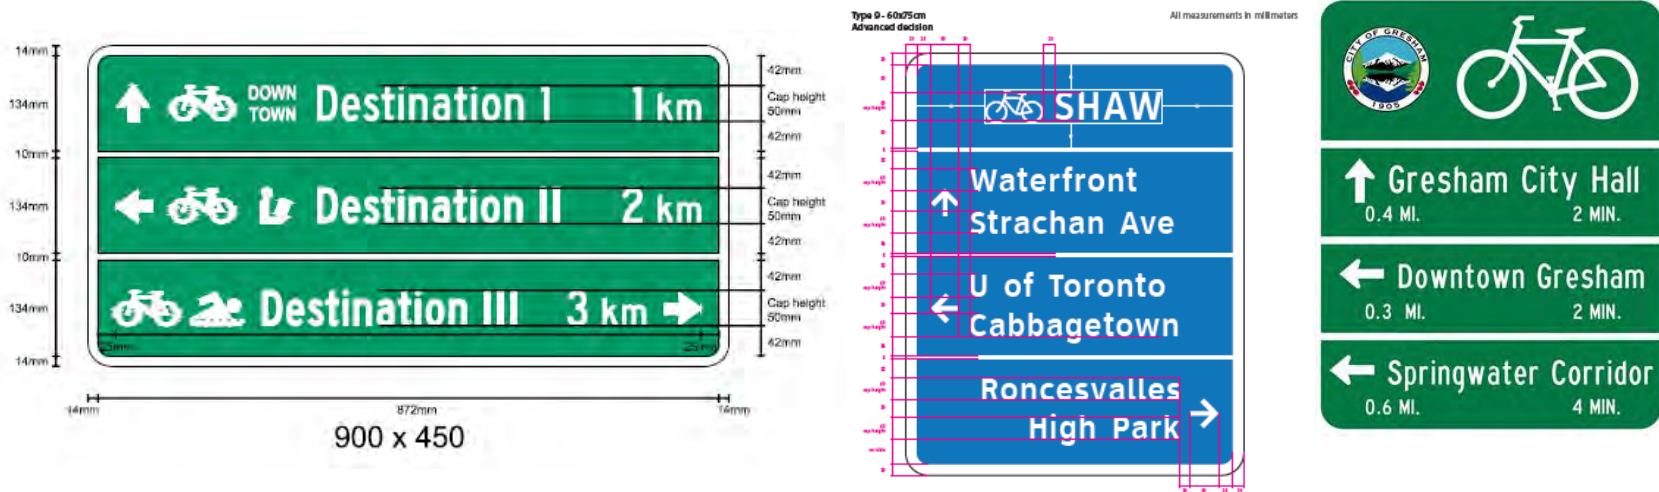 14mm
134mm
10mm
134mm
10mm
134mm
14mm
DOWN
TOWN
Destination I 1 km
Destination II 2 km
Destination III 3 km
25mm
25mm
42mm
Cap height
50mm
42mm
42mm
Cap height
50mm
42mm
42mm
Cap height
50mm
42mm
14mm
872mm
14mm
900 x 450
Type 9 - 60x75cm
Advanced decision
All measurements in millimeters
SHAW
Waterfront
Strachan Ave
U of Toronto
Cabbagetown
Roncesvalles
High Park
CITY OF GRESHAM
1905
Gresham City Hall
0.4 MI. 2 MIN.
Downtown Gresham
0.3 MI. 2 MIN.
Springwater Corridor
0.6 MI. 4 MIN.